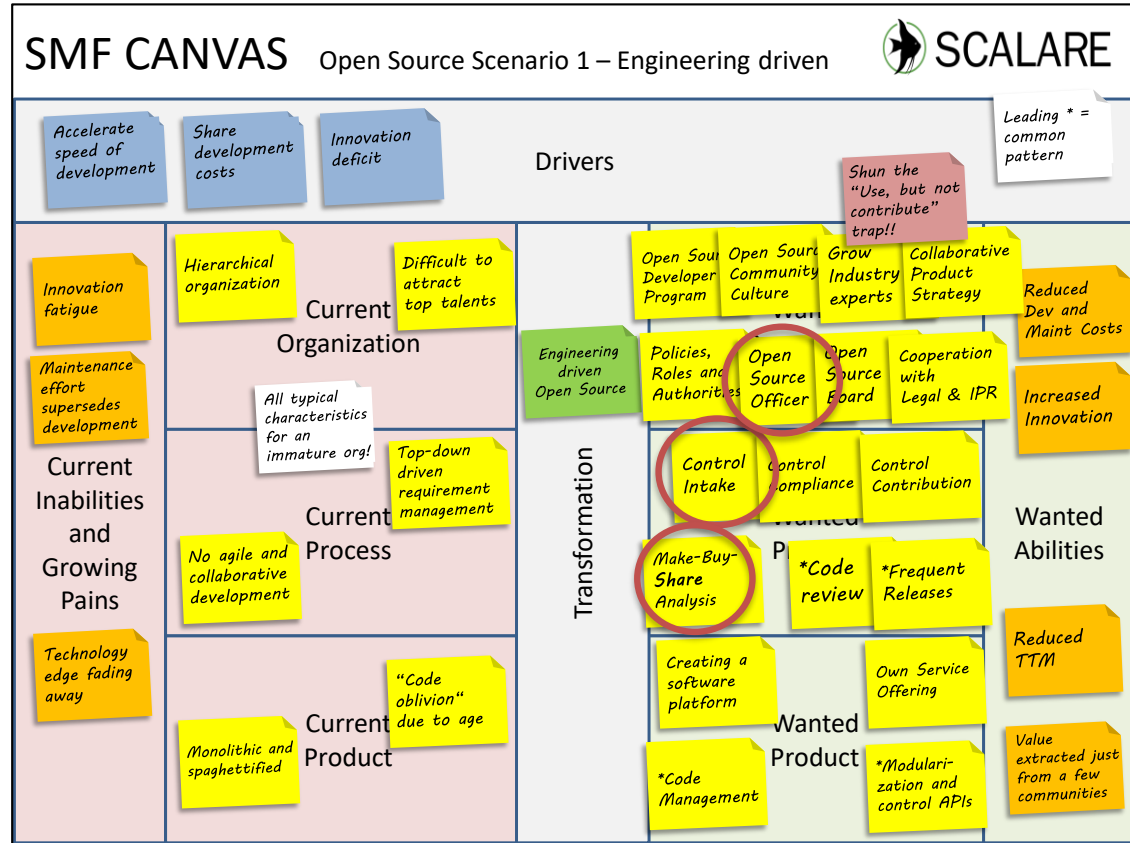 SMF CANVAS Open Source Scenario 1 – Engineering driven
SCALARE
Accelerate
speed of
development
Share
development
costs
Innovation
deficit
Drivers
Leading * =
common
pattern
Shun the
“Use, but not
contribute”
trap!!
Innovation
fatigue
Maintenance
effort
supersedes
development
Current
Inabilities
and
Growing
Pains
Technology
edge fading
away
Hierarchical
organization
Difficult to
attract
top talents
Current
Organization
All typical
characteristics
for an
immature org!
Top-down
driven
requirement
management
Current
Process
No agile and
collaborative
development
“Code
oblivion“
due to age
Current
Product
Monolithic and
spaghettified
Engineering
driven
Open Source
Transformation
Open Sour
Developer
Program
Open Sourc
Community
Culture
Grow
Industry
experts
Collaborative
Product
Strategy
Policies,
Roles and
Authorities
Open
Source
Officer
Open
Source
Board
Cooperation
with
Legal & IPR
Control
Intake
Control
Compliance
Control
Contribution
Make-Buy-
Share
Analysis
*Code
review
*Frequent
Releases
Creating a
software
platform
Own Service
Offering
Wanted
Product
*Code
Management
*Modulari-
zation and
control APIs
Reduced
Dev and
Maint Costs
Increased
Innovation
Wanted
Abilities
Reduced
TTM
Value
extracted just
from a few
communities